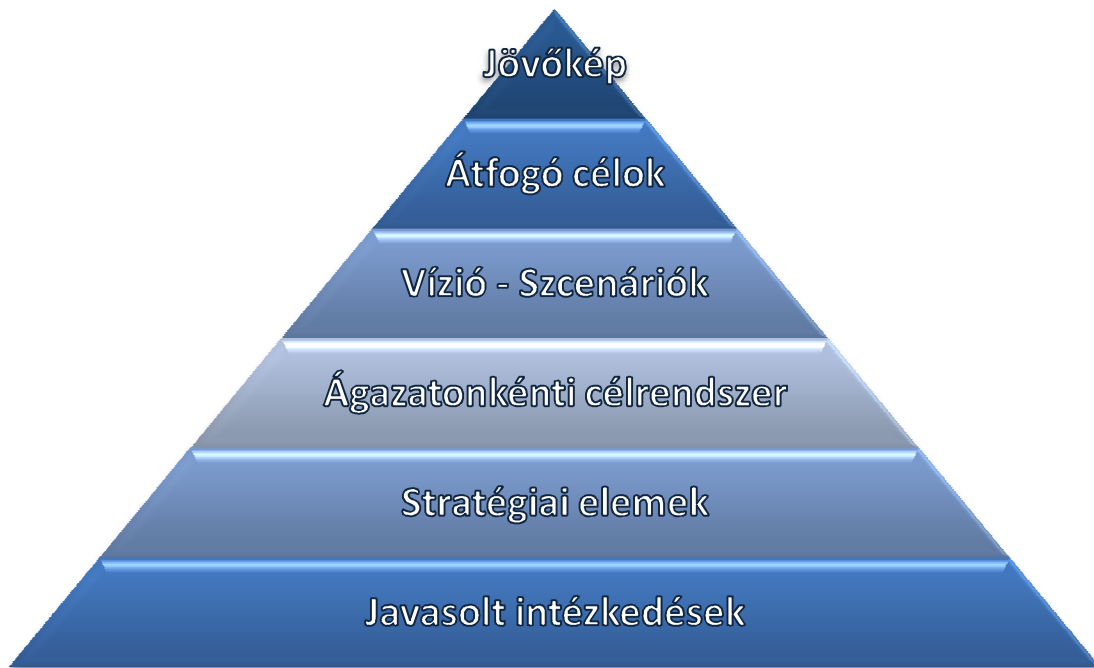 Jövőkép
Átfogó célok
Vízió - Szcenáriók
Ágazatonkénti célrendszer
Stratégiai elemek
Javasolt intézkedések